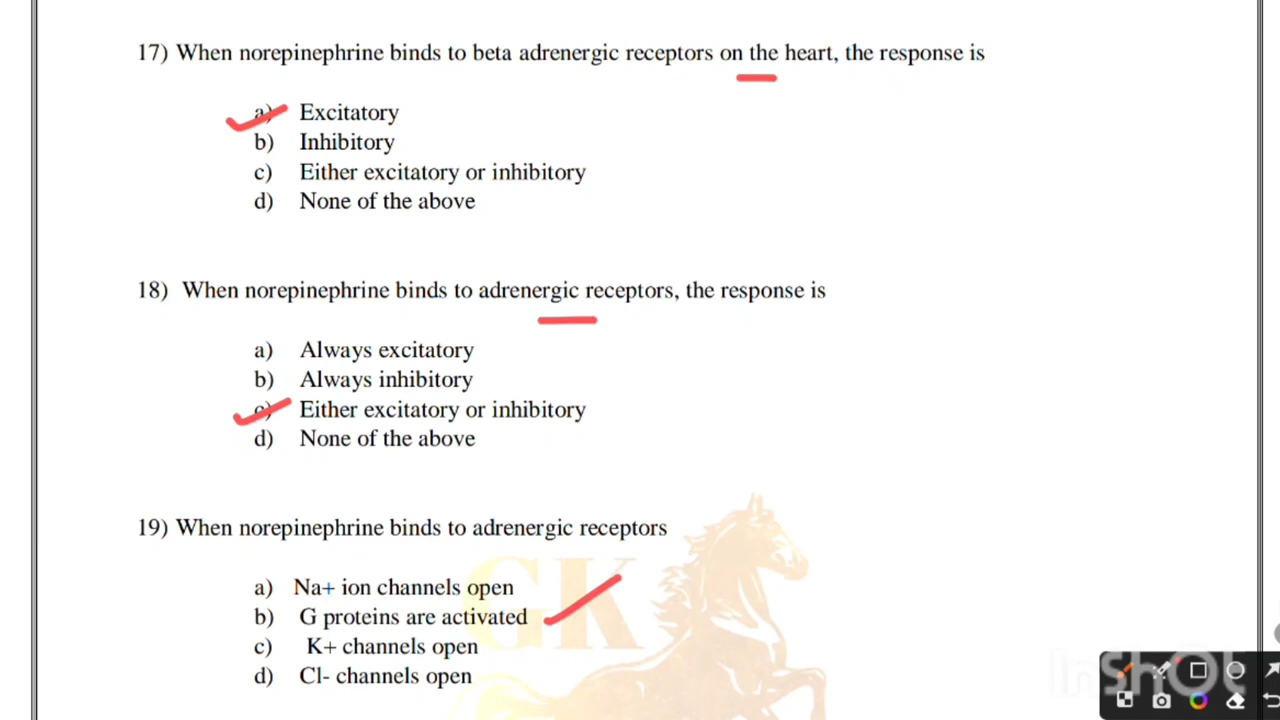 17) When norepinephrine binds to beta adrenergic receptors on the heart, the response is
a) Excitatory
b) Inhibitory
c) Either excitatory or inhibitory
d) None of the above
18) When norepinephrine binds to adrenergic receptors, the response is
a) Always excitatory
b) Always inhibitory
c) Either excitatory or inhibitory
d) None of the above
19) When norepinephrine binds to adrenergic receptors
a) Na+ ion channels open
b) G proteins are activated
c) K+ channels open
d) Cl- channels open
GK
InShOt